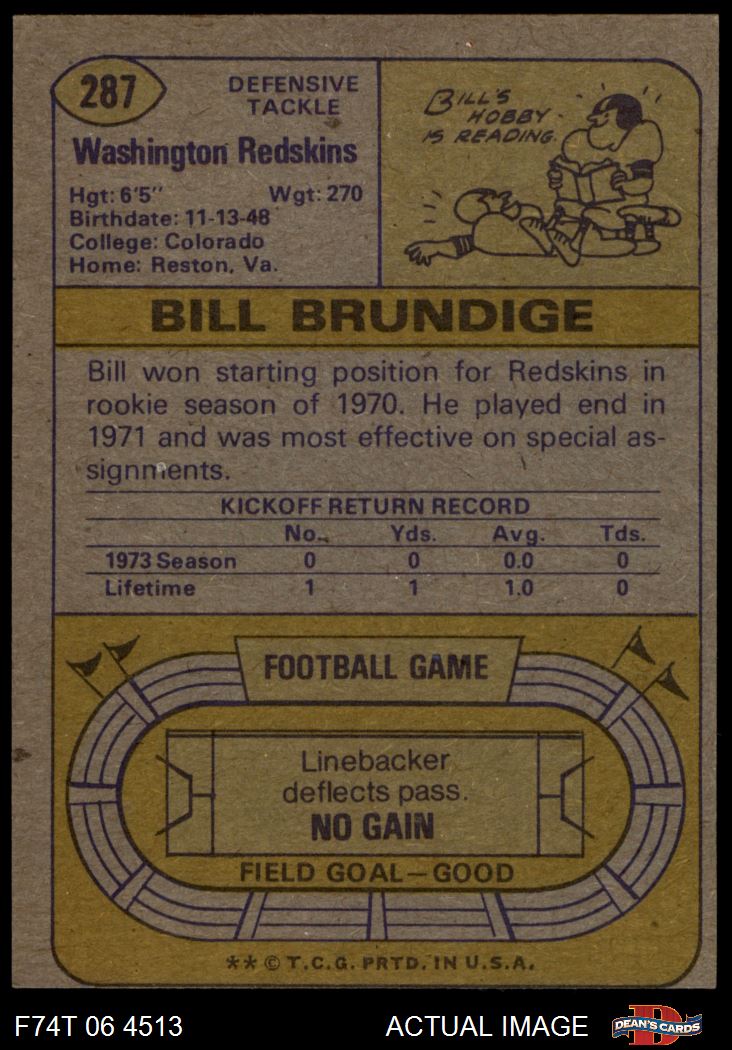 287
DEFENSIVE
TACKLE
Washington Redskins
Hgt: 6'5" Wgt: 270
Birthdate: 11-13-48
College: Colorado
Home: Reston, Va.
BILL'S
HOBBY
IS READING.
BILL BRUNDIGE
Bill won starting position for Redskins in
rookie season of 1970. He played end in
1971 and was most effective on special as-
signments.
KICKOFF RETURN RECORD
No. Yds. Avg. Tds.
1973 Season 0 0 0.0 0
Lifetime 1 1 1.0 0
FOOTBALL GAME
Linebacker
deflects pass.
NO GAIN
FIELD GOAL—GOOD
** © T.C.G. PRTD. IN U.S.A.
F74T 06 4513 ACTUAL IMAGE
D
DEAN'S CARDS